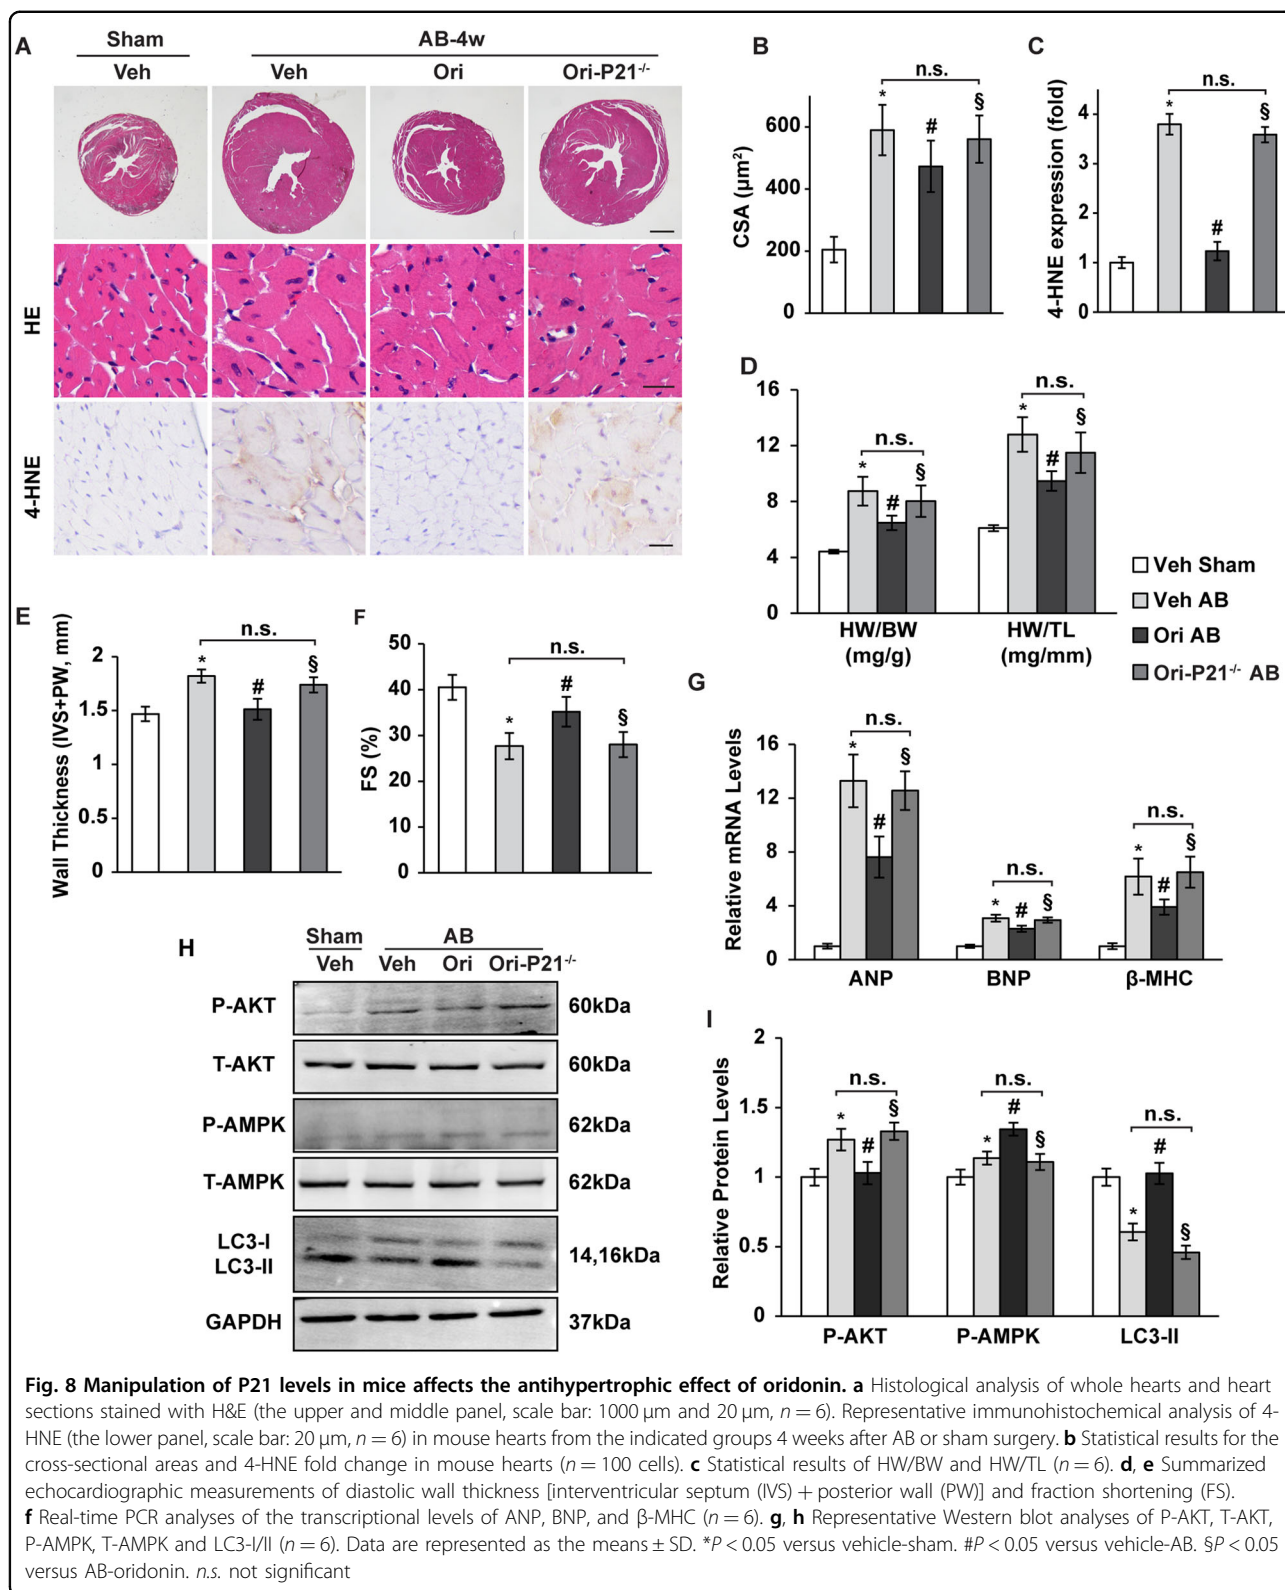 A
Sham
AB-4w
Veh
Veh
Ori
Ori-P21-/-
HE
4-HNE
B
n.s.
*
#
§
CSA (µm²)
600
400
200
0
C
n.s.
*
#
§
4-HNE expression (fold)
4
3
2
1
0
D
n.s.
*
#
§
n.s.
*
#
§
16
12
8
4
0
HW/BW
(mg/g)
HW/TL
(mg/mm)
Veh Sham
Veh AB
Ori AB
Ori-P21-/- AB
E
n.s.
*
#
§
Wall Thickness (IVS+PW, mm)
2
1.5
1
0.5
0
F
n.s.
*
#
§
FS (%)
50
40
30
20
10
0
G
n.s.
*
#
§
n.s.
*
#
§
n.s.
*
#
§
Relative mRNA Levels
16
12
8
4
0
ANP
BNP
β-MHC
H
Sham
AB
Veh
Veh
Ori
Ori-P21-/-
P-AKT
60kDa
T-AKT
60kDa
P-AMPK
62kDa
T-AMPK
62kDa
LC3-I
LC3-II
14,16kDa
GAPDH
37kDa
I
n.s.
*
#
§
n.s.
*
#
§
n.s.
*
#
§
Relative Protein Levels
2
1.5
1
0.5
0
P-AKT
P-AMPK
LC3-II
Fig. 8 Manipulation of P21 levels in mice affects the antihypertrophic effect of oridonin. a Histological analysis of whole hearts and heart
sections stained with H&E (the upper and middle panel, scale bar: 1000 µm and 20 µm, n = 6). Representative immunohistochemical analysis of 4-
HNE (the lower panel, scale bar: 20 µm, n = 6) in mouse hearts from the indicated groups 4 weeks after AB or sham surgery. b Statistical results for the
cross-sectional areas and 4-HNE fold change in mouse hearts (n = 100 cells). c Statistical results of HW/BW and HW/TL (n = 6). d, e Summarized
echocardiographic measurements of diastolic wall thickness [interventricular septum (IVS) + posterior wall (PW)] and fraction shortening (FS).
f Real-time PCR analyses of the transcriptional levels of ANP, BNP, and β-MHC (n = 6). g, h Representative Western blot analyses of P-AKT, T-AKT,
P-AMPK, T-AMPK and LC3-I/II (n = 6). Data are represented as the means ± SD. *P < 0.05 versus vehicle-sham. #P < 0.05 versus vehicle-AB. §P < 0.05
versus AB-oridonin. n.s. not significant